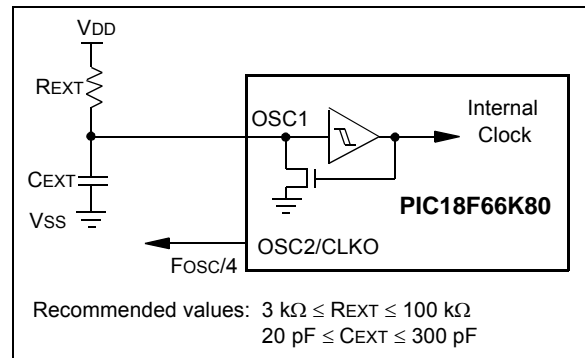 VDD
REXT
OSC1
Internal
Clock
CEXT
PIC18F66K80
VSS
OSC2/CLKO
FOSC/4
Recommended values: 3 kΩ ≤ REXT ≤ 100 kΩ
20 pF ≤ CEXT ≤ 300 pF